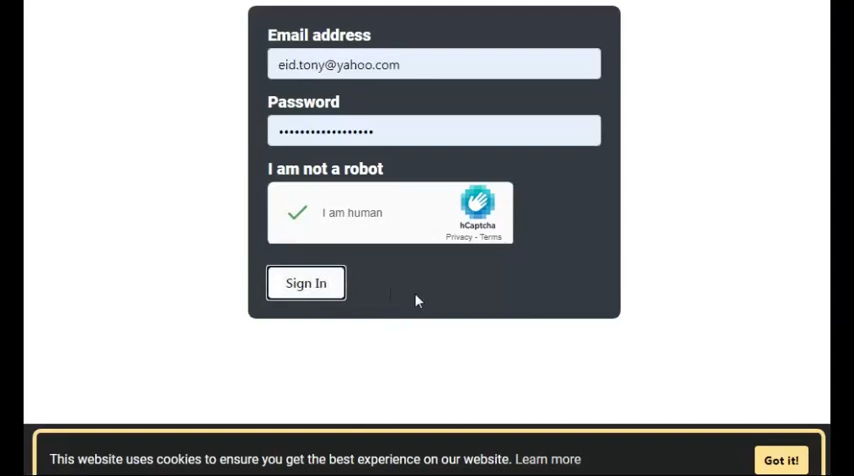 Email address
eid.tony@yahoo.com
Password
••••••••••••••••••
I am not a robot
I am human
hCaptcha
Privacy - Terms
Sign In
This website uses cookies to ensure you get the best experience on our website. Learn more
Got it!